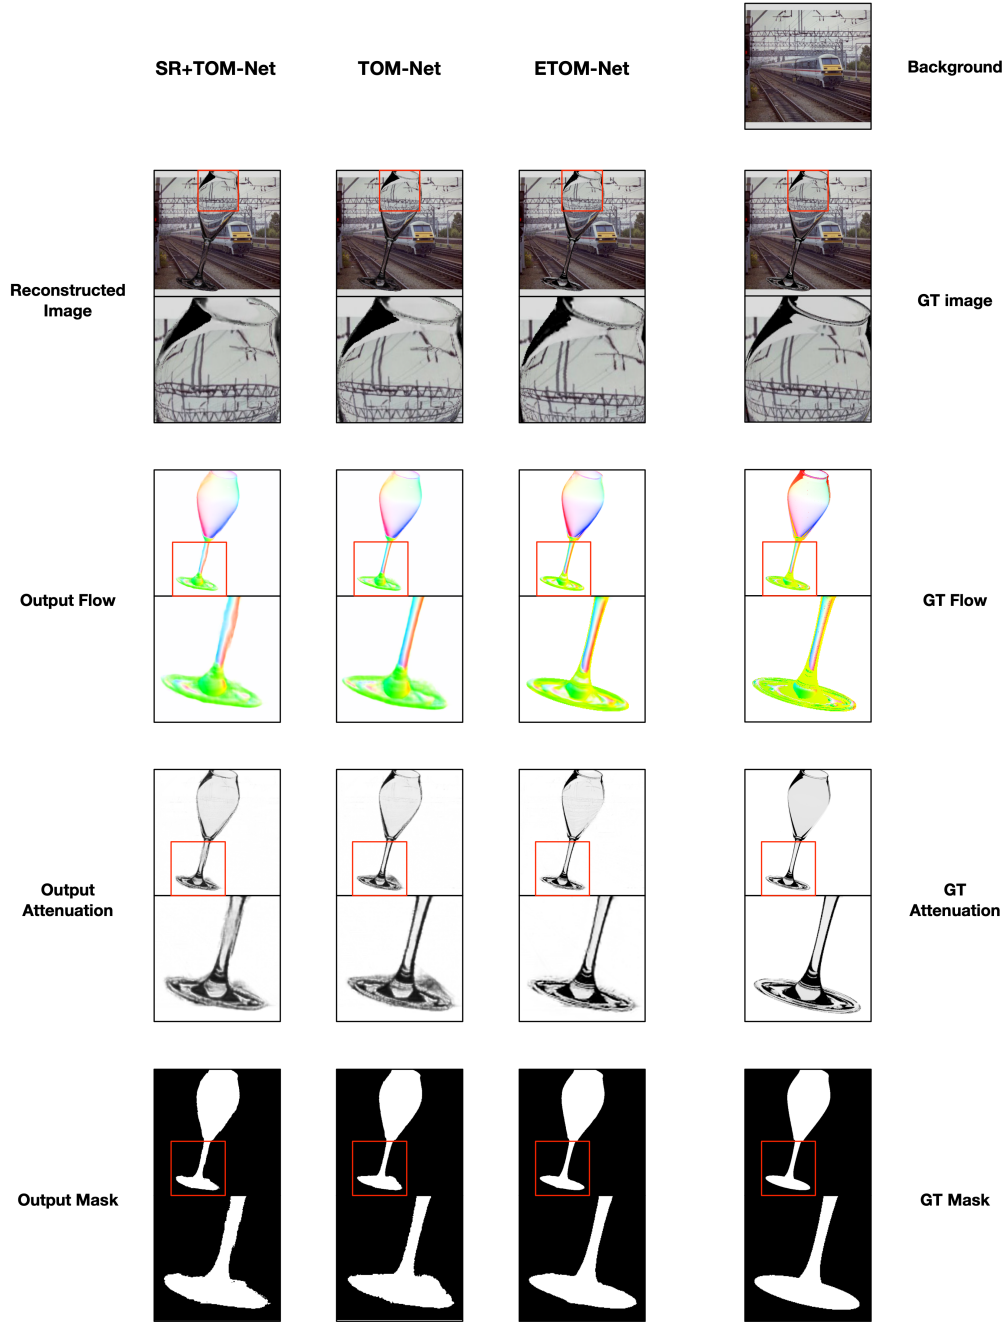 SR+TOM-Net
TOM-Net
ETOM-Net
Background
Reconstructed
Image
GT image
Output Flow
GT Flow
Output
Attenuation
GT
Attenuation
Output Mask
GT Mask